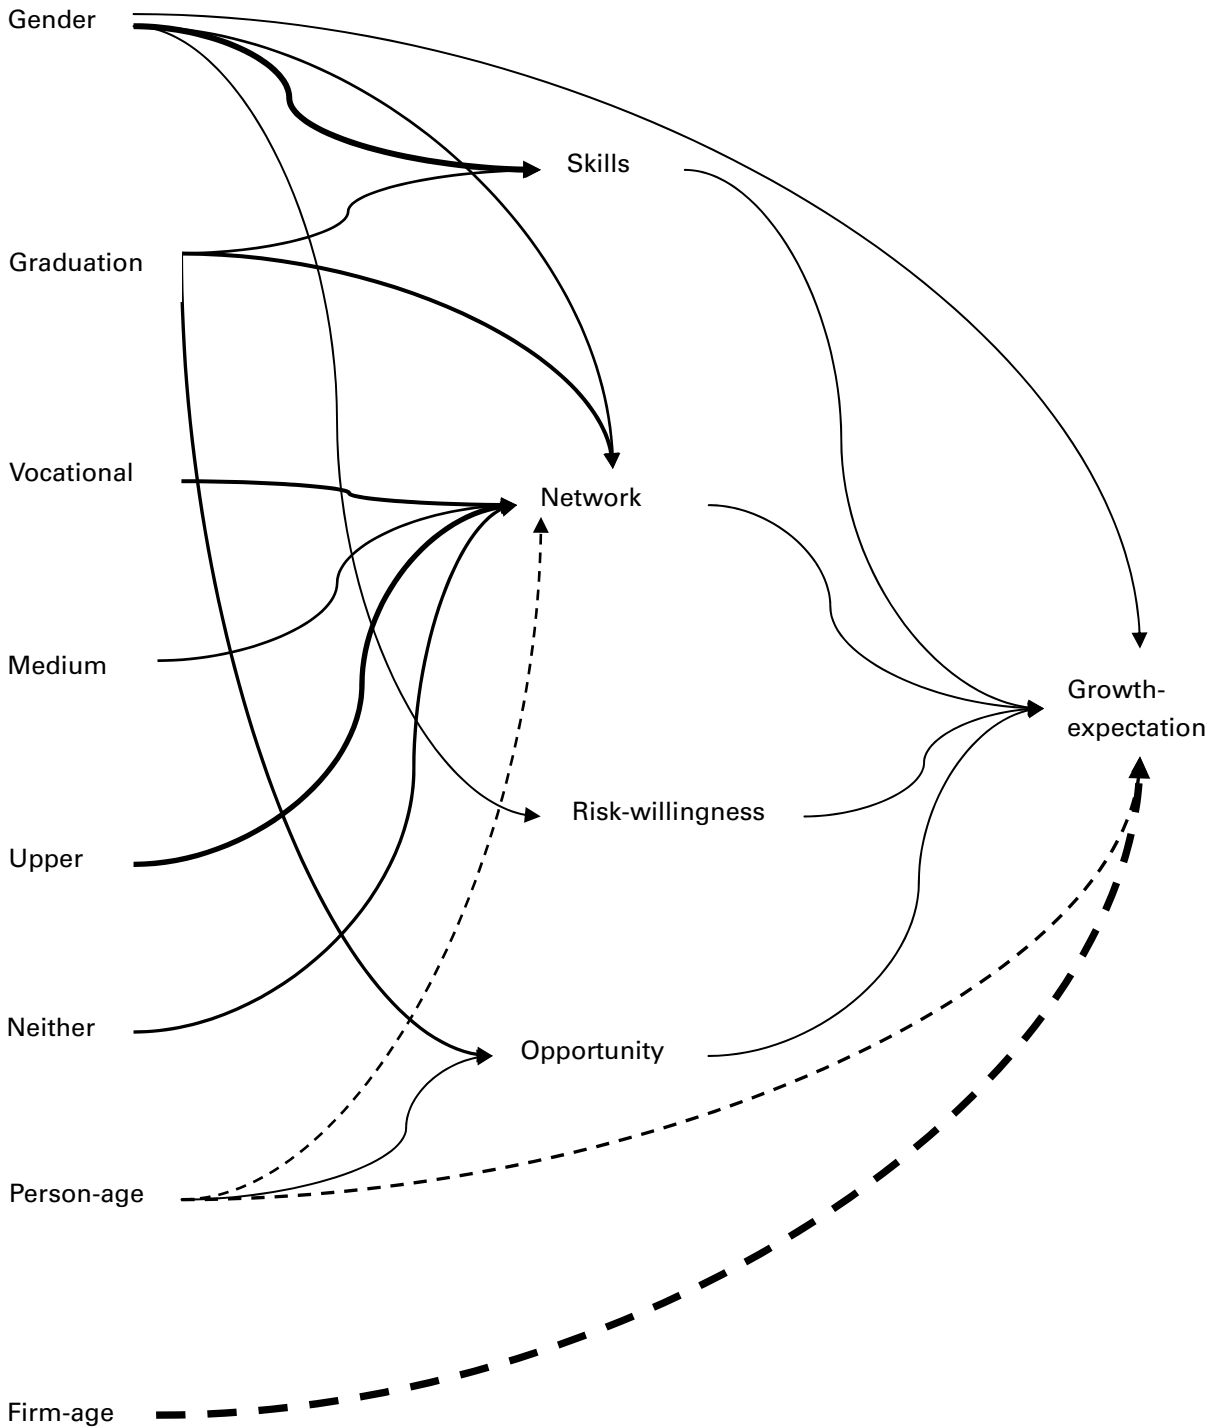 Gender
Skills
Graduation
Vocational
Network
Medium
Growth-
expectation
Risk-willingness
Upper
Neither
Opportunity
Person-age
Firm-age